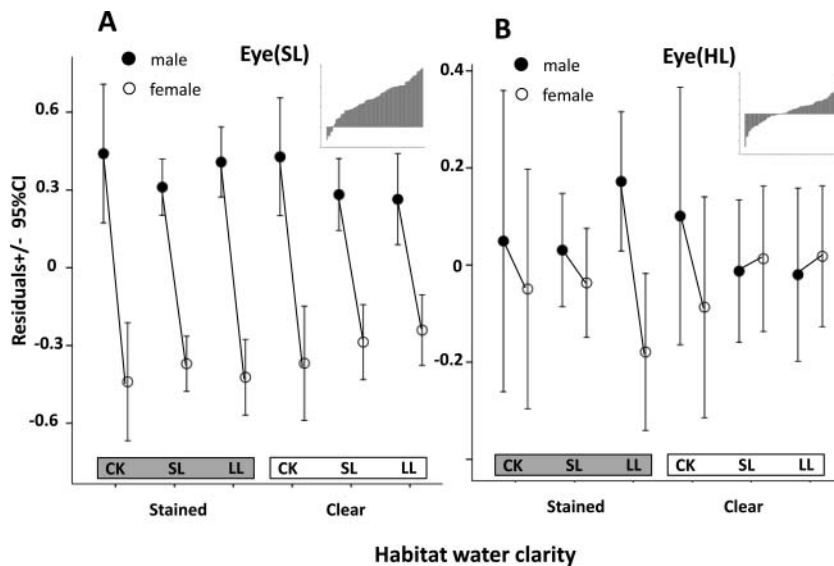 A
Eye(SL)
male
female
0.6
0.3
0
-0.3
-0.6
Residuals+/- 95%CI
CK SL LL CK SL LL
Stained Clear
B
Eye(HL)
male
female
0.4
0.2
0
-0.2
CK SL LL CK SL LL
Stained Clear
Habitat water clarity